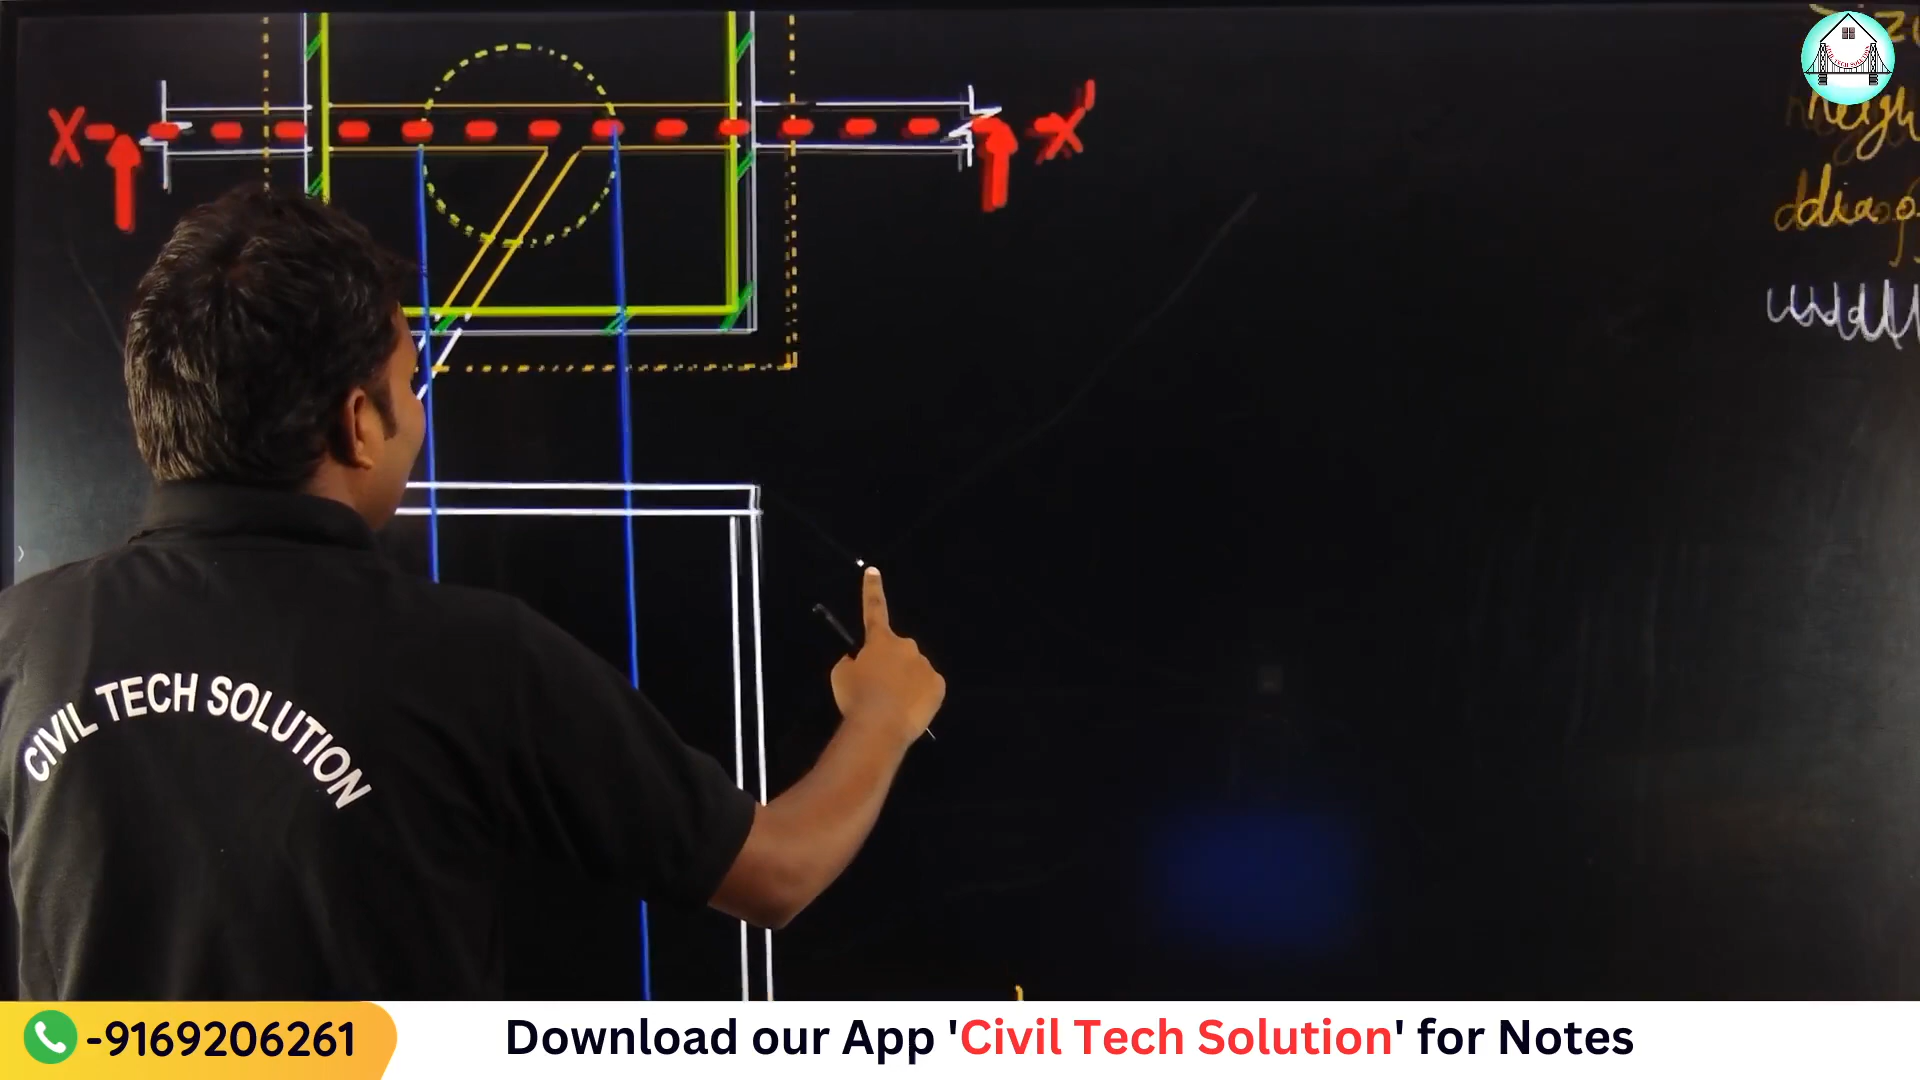 X
X'
CIVIL TECH SOLUTION
-9169206261
Download our App 'Civil Tech Solution' for Notes